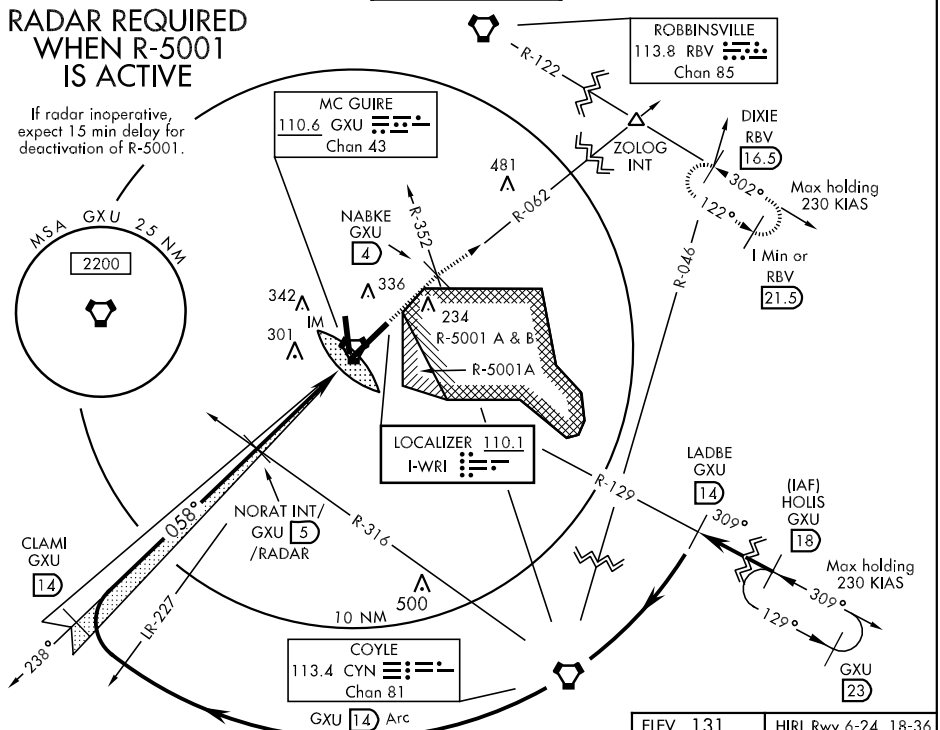 RADAR REQUIRED
WHEN R-5001
IS ACTIVE
If radar inoperative,
expect 15 min delay for
deactivation of R-5001.
MSA GXU 25 NM
2200
MC GUIRE
110.6 GXU
Chan 43
ROBBINSVILLE
113.8 RBV
Chan 85
R-122
ZOLOG
INT
DIXIE
RBV
16.5
302°
122°
Max holding
230 KIAS
1 Min or
RBV
21.5
481
R-062
R-352
NABKE
GXU
4
R-046
342
336
301
IM
234
R-5001 A & B
R-5001A
LOCALIZER 110.1
I-WRI
R-129
LADBE
GXU
14
309°
(IAF)
HOLIS
GXU
18
Max holding
230 KIAS
309°
129°
GXU
23
058°
NORAT INT/
GXU 5
/RADAR
R-316
CLAMI
GXU
14
238°
LR-227
500
10 NM
COYLE
113.4 CYN
Chan 81
GXU 14 Arc
ELEV 131
HIRL Rwy 6-24, 18-36